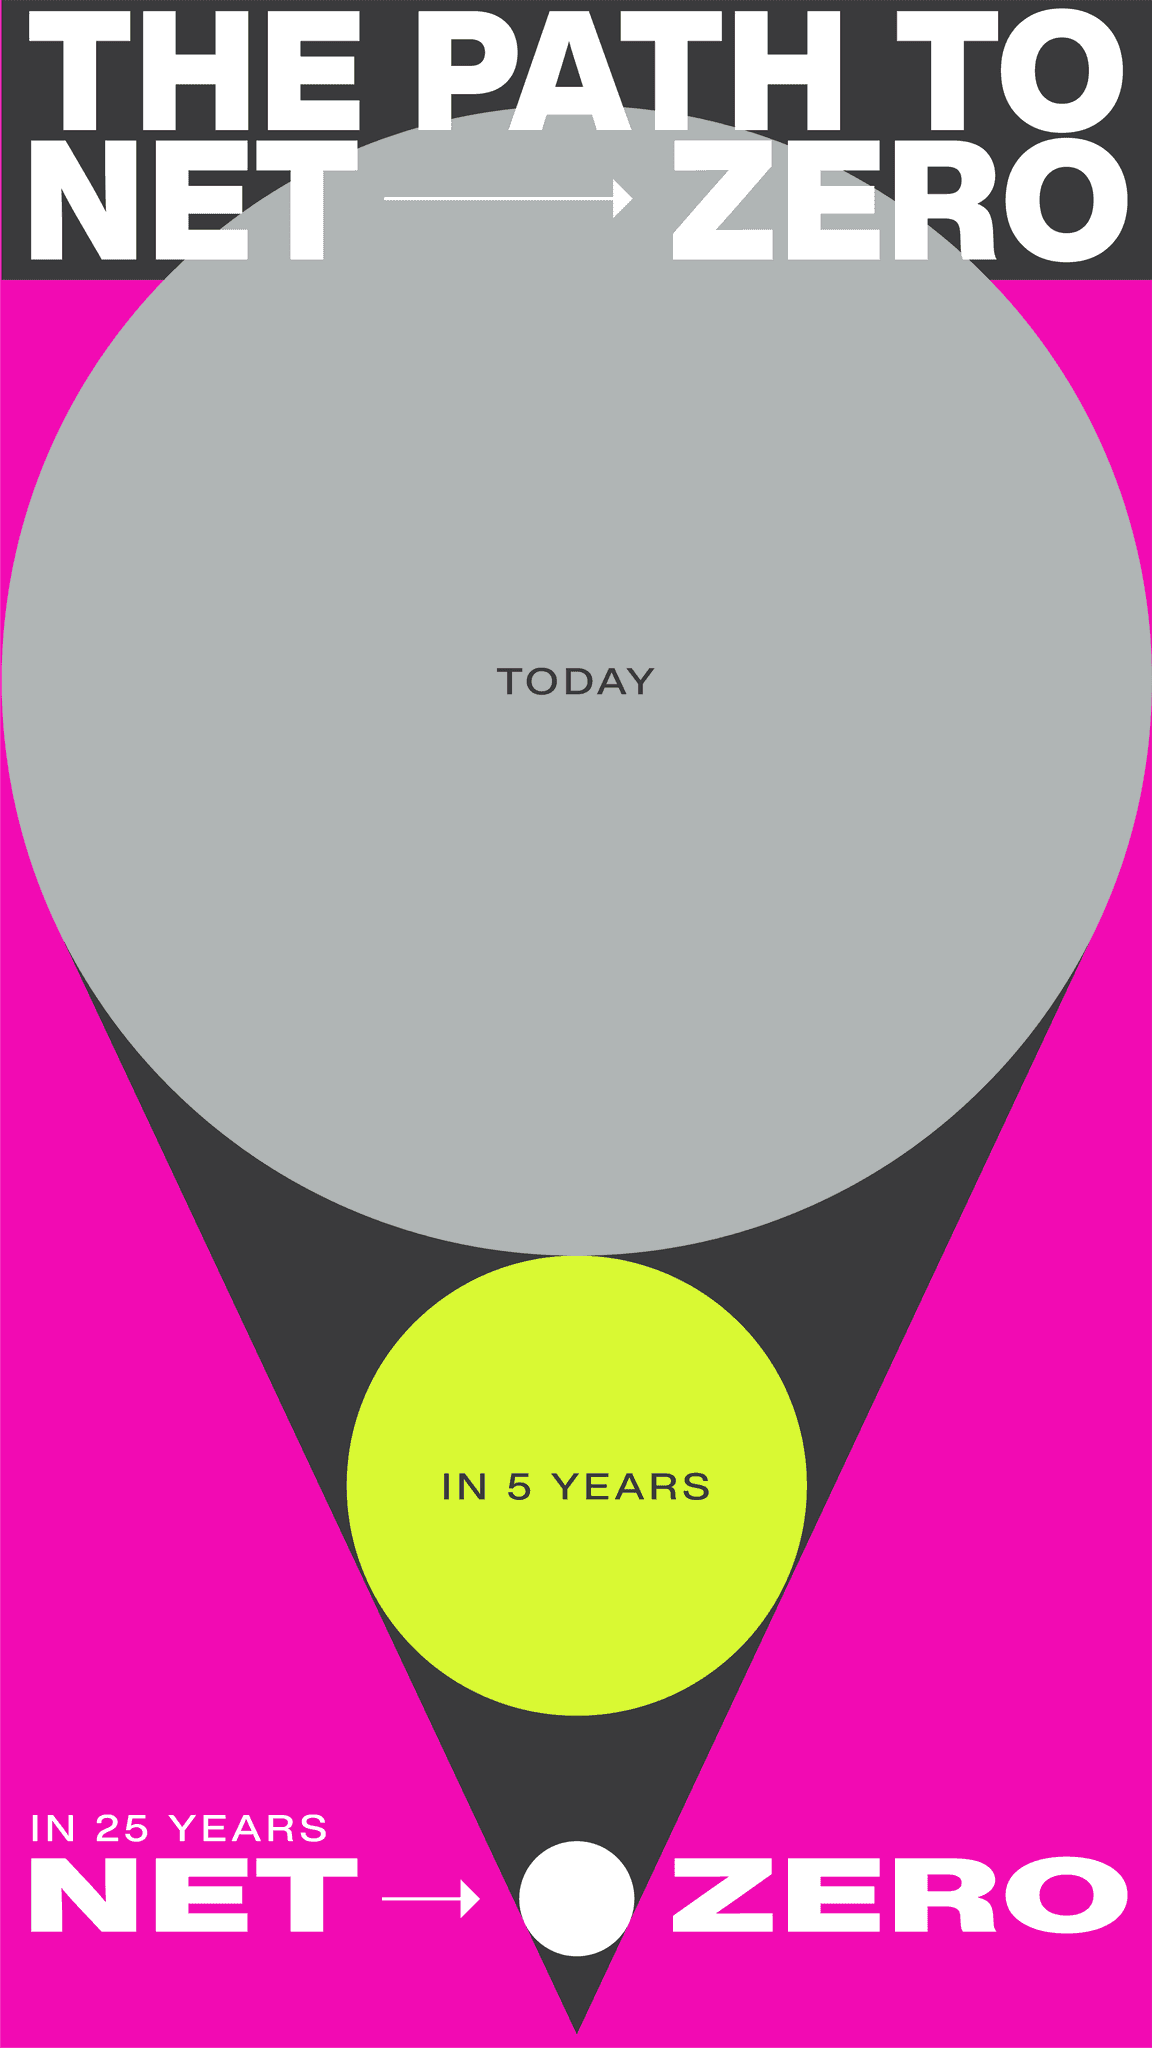 THE PATH TO
NET ZERO
TODAY
IN 5 YEARS
IN 25 YEARS
NET ZERO